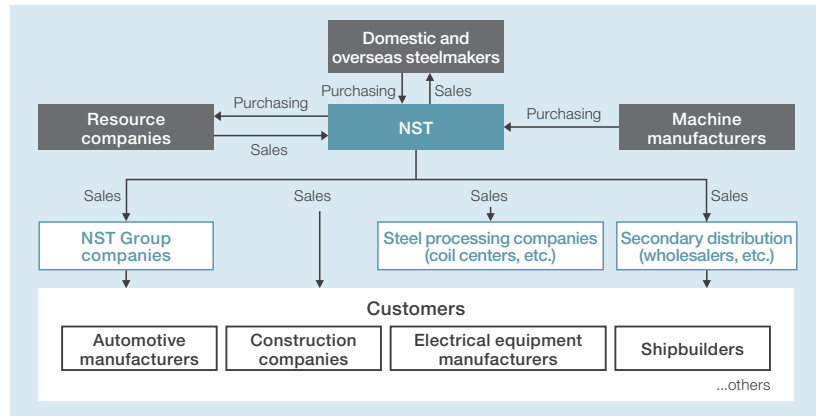 Domestic and
overseas steelmakers
Purchasing
Sales
Resource
companies
Purchasing
Sales
NST
Purchasing
Machine
manufacturers
Sales
Sales
Sales
Sales
NST Group
companies
Steel processing companies
(coil centers, etc.)
Secondary distribution
(wholesalers, etc.)
Customers
Automotive
manufacturers
Construction
companies
Electrical equipment
manufacturers
Shipbuilders
...others